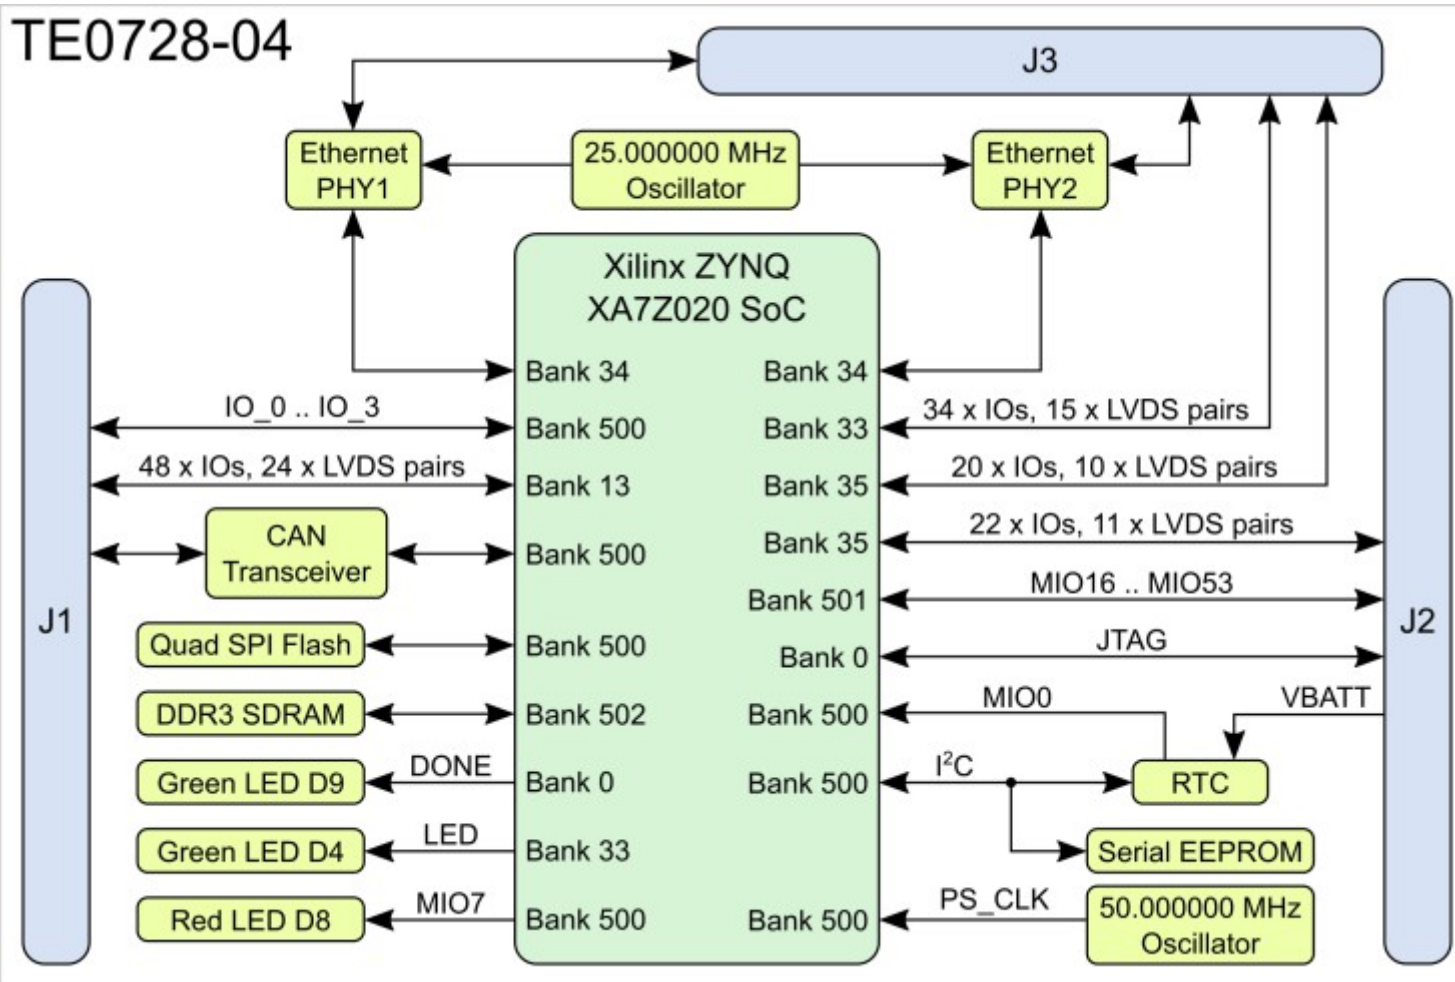 TE0728-04
J3
Ethernet
PHY1
25.000000 MHz
Oscillator
Ethernet
PHY2
Xilinx ZYNQ
XA7Z020 SoC
Bank 34
Bank 34
IO_0 .. IO_3
Bank 500
Bank 33
34 x IOs, 15 x LVDS pairs
48 x IOs, 24 x LVDS pairs
Bank 13
Bank 35
20 x IOs, 10 x LVDS pairs
CAN
Transceiver
Bank 500
Bank 35
22 x IOs, 11 x LVDS pairs
Bank 501
MIO16 .. MIO53
J1
J2
Quad SPI Flash
Bank 500
Bank 0
JTAG
DDR3 SDRAM
Bank 502
Bank 500
MIO0
VBATT
Green LED D9
DONE
Bank 0
Bank 500
I²C
RTC
Green LED D4
LED
Bank 33
Serial EEPROM
Red LED D8
MIO7
Bank 500
Bank 500
PS_CLK
50.000000 MHz
Oscillator